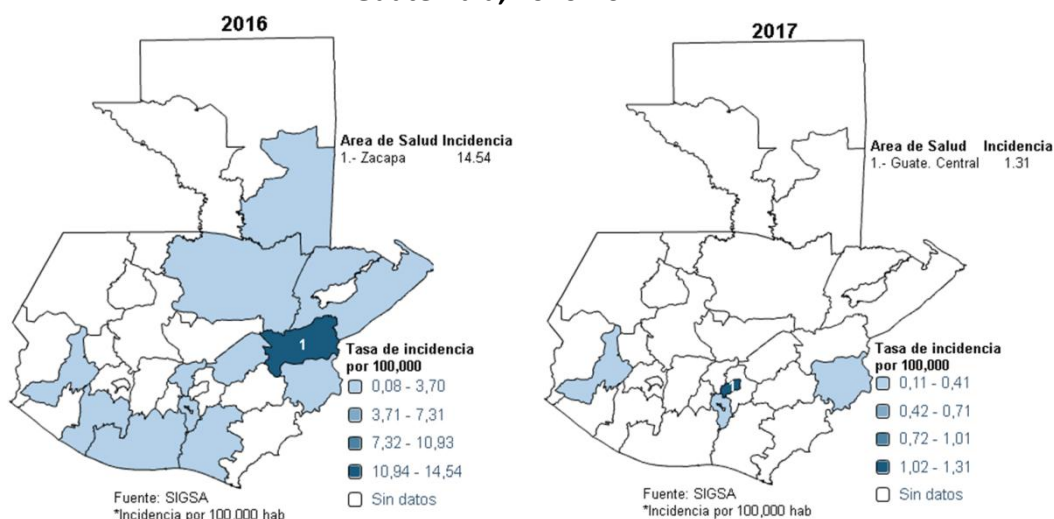 2016
Area de Salud Incidencia
1.- Zacapa 14.54
1
Tasa de incidencia
por 100,000
0,08 - 3,70
3,71 - 7,31
7,32 - 10,93
10,94 - 14,54
Sin datos
Fuente: SIGSA
*Incidencia por 100,000 hab
2017
Area de Salud Incidencia
1.- Guate. Central 1.31
Tasa de incidencia
por 100,000
0,11 - 0,41
0,42 - 0,71
0,72 - 1,01
1,02 - 1,31
Sin datos
Fuente: SIGSA
*Incidencia por 100,000 hab